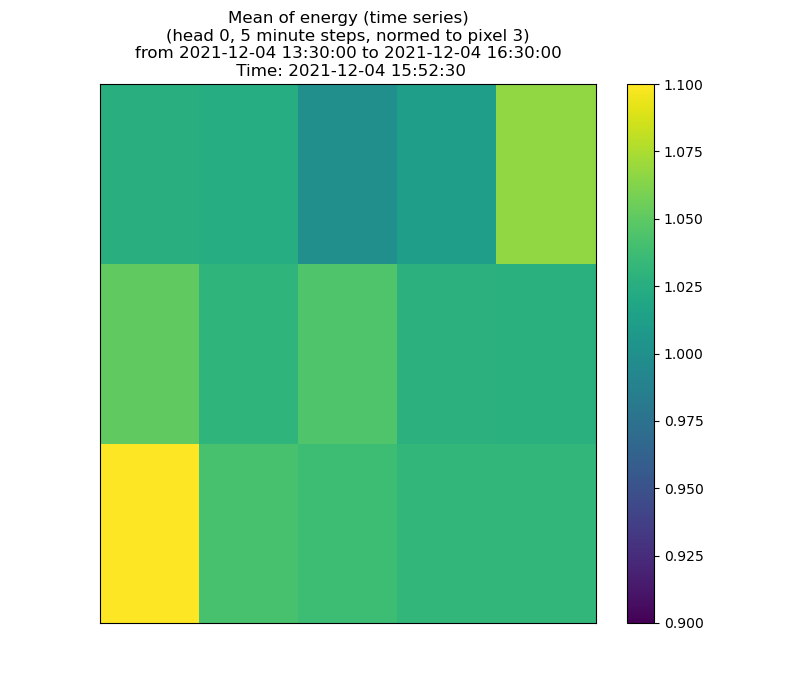 Mean of energy (time series)
(head 0, 5 minute steps, normed to pixel 3)
from 2021-12-04 13:30:00 to 2021-12-04 16:30:00
Time: 2021-12-04 15:52:30
1.100
1.075
1.050
1.025
1.000
0.975
0.950
0.925
0.900